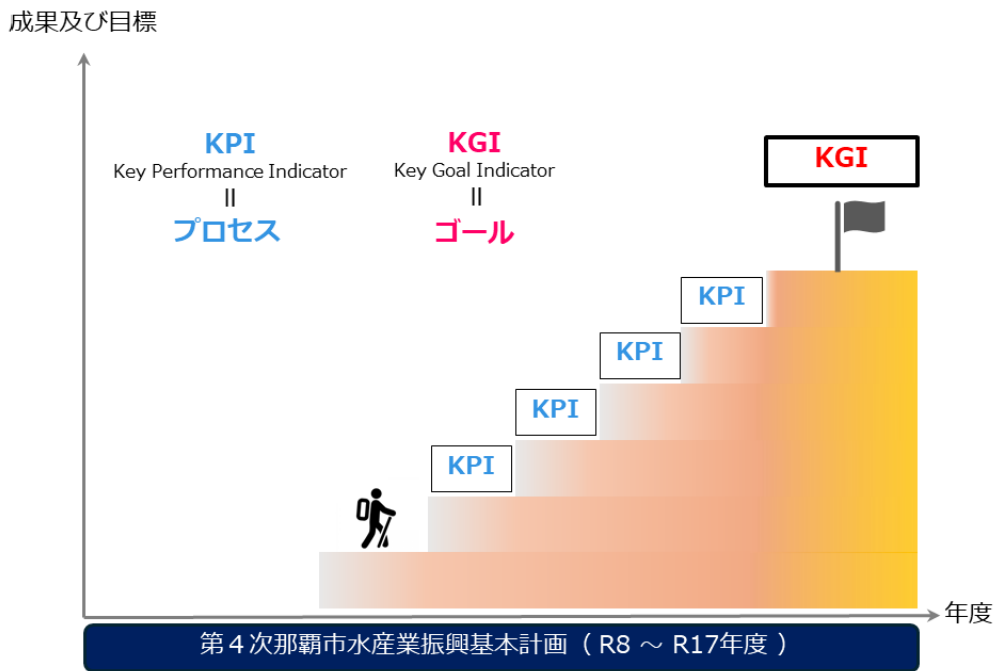 成果及び目標
KPI
Key Performance Indicator
=
プロセス
KGI
Key Goal Indicator
=
ゴール
KGI
KPI
KPI
KPI
KPI
年度
第４次那覇市水産業振興基本計画（ R8 ～ R17年度 ）